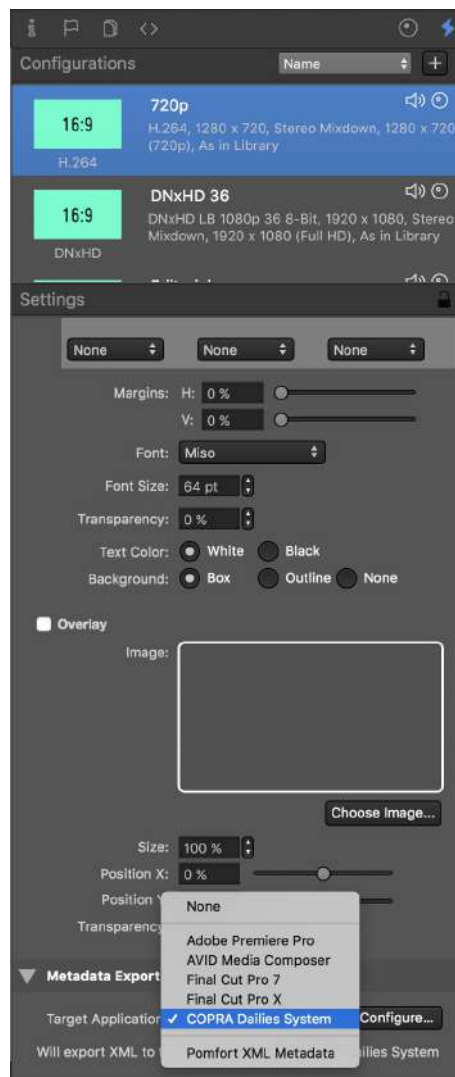 Configurations
Name
+
720p
16:9
H.264, 1280 x 720, Stereo Mixdown, 1280 x 720
(720p), As in Library
H.264
DNxHD 36
16:9
DNxHD LB 1080p 36 8-Bit, 1920 x 1080, Stereo
Mixdown, 1920 x 1080 (Full HD), As in Library
DNxHD
Settings
None None None
Margins: H: 0 %
V: 0 %
Font: Miso
Font Size: 64 pt
Transparency: 0 %
Text Color: White Black
Background: Box Outline None
Overlay
Image:
Choose Image...
Size: 100 %
Position X: 0 %
Position
None
Transparency
Adobe Premiere Pro
AVID Media Composer
Metadata Export
Final Cut Pro 7
Final Cut Pro X
Target Application ✓ COPRA Dailies System Configure...
Will export XML to Pomfort XML Metadata ilies System